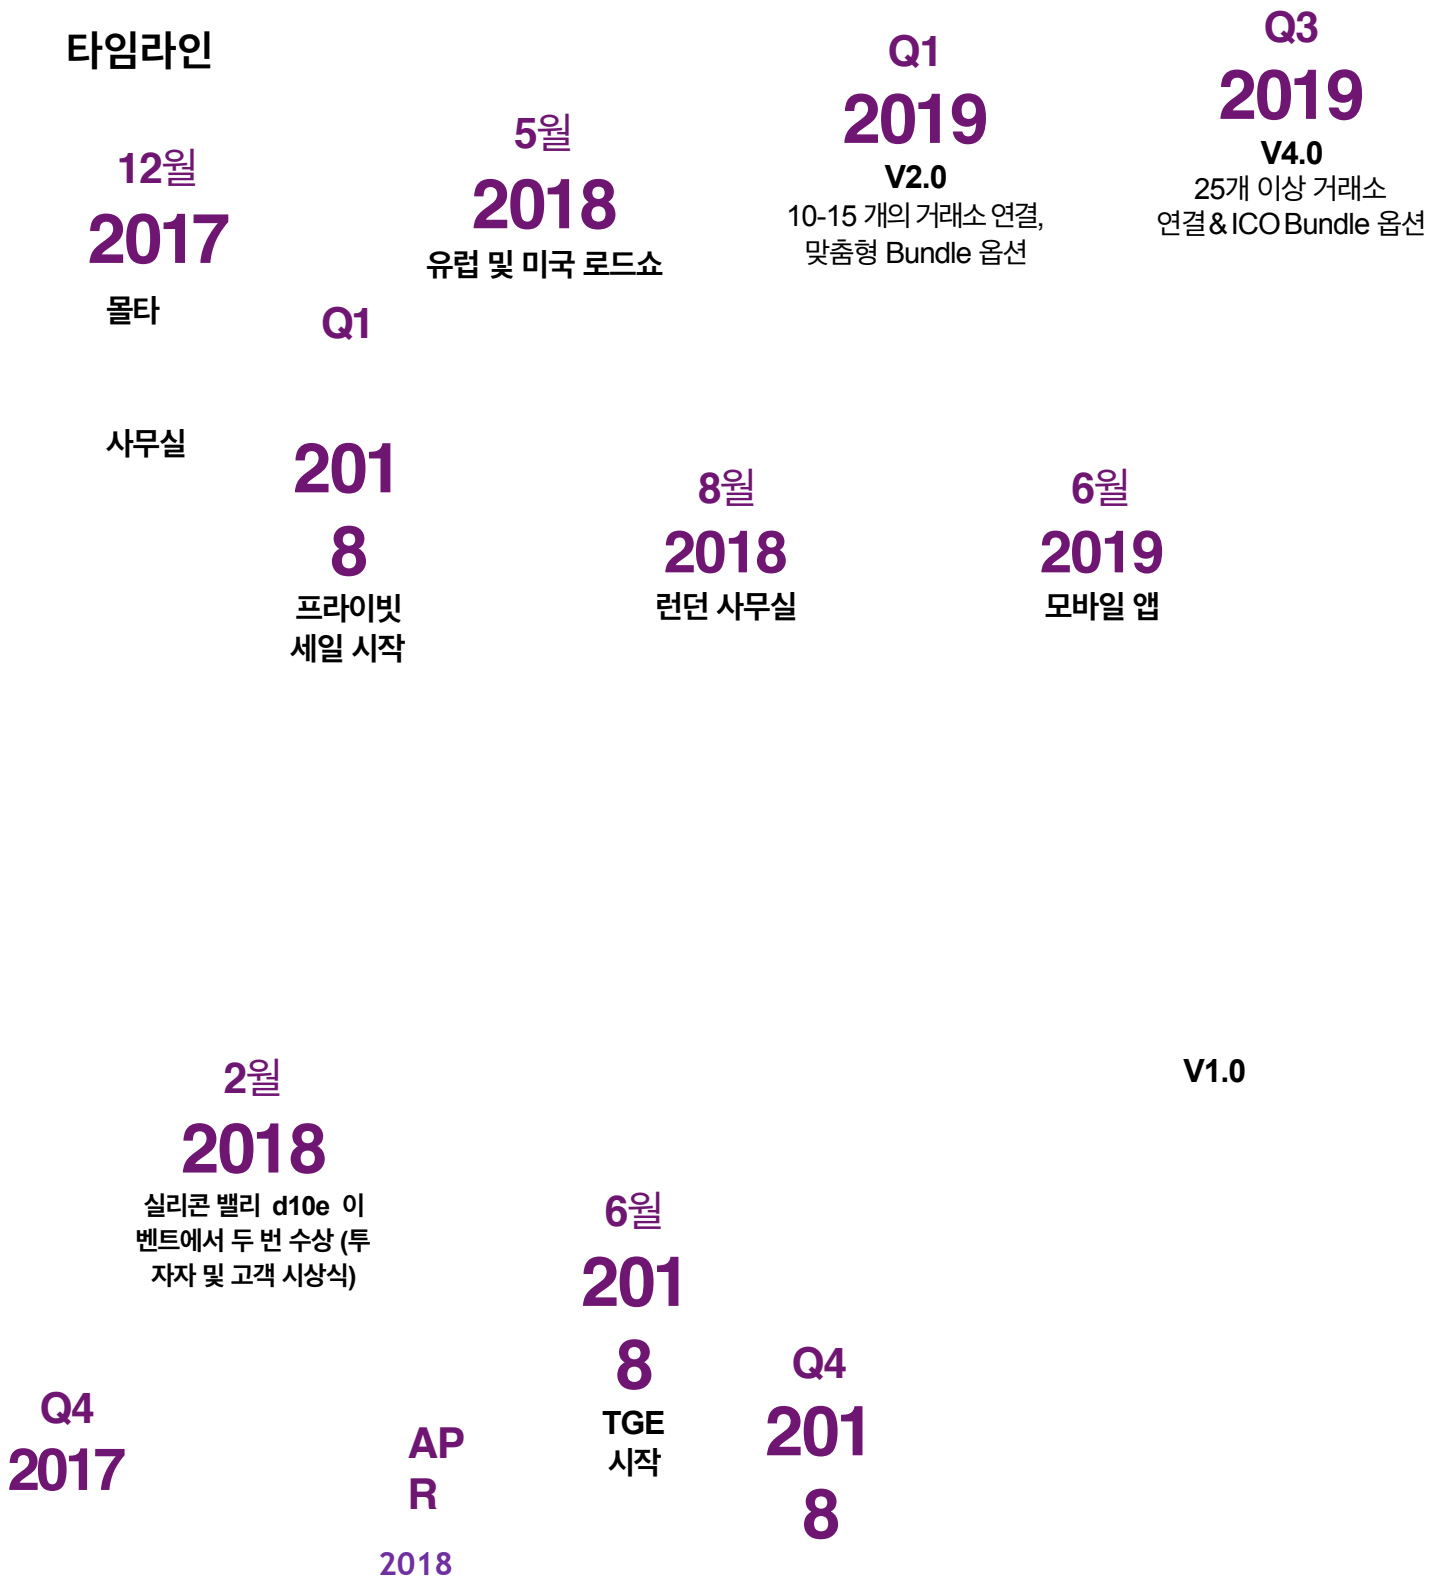 타임라인
12월
2017
몰타
사무실
Q1
201
8
프라이빗
세일 시작
5월
2018
유럽 및 미국 로드쇼
8월
2018
런던 사무실
Q1
2019
V2.0
10-15 개의 거래소 연결,
맞춤형 Bundle 옵션
6월
2019
모바일 앱
Q3
2019
V4.0
25개 이상 거래소
연결&ICO Bundle 옵션
Q4
2017
2월
2018
실리콘 밸리 d10e 이
벤트에서 두 번 수상 (투
자자 및 고객 시상식)
AP
R
2018
6월
201
8
TGE
시작
Q4
201
8
V1.0